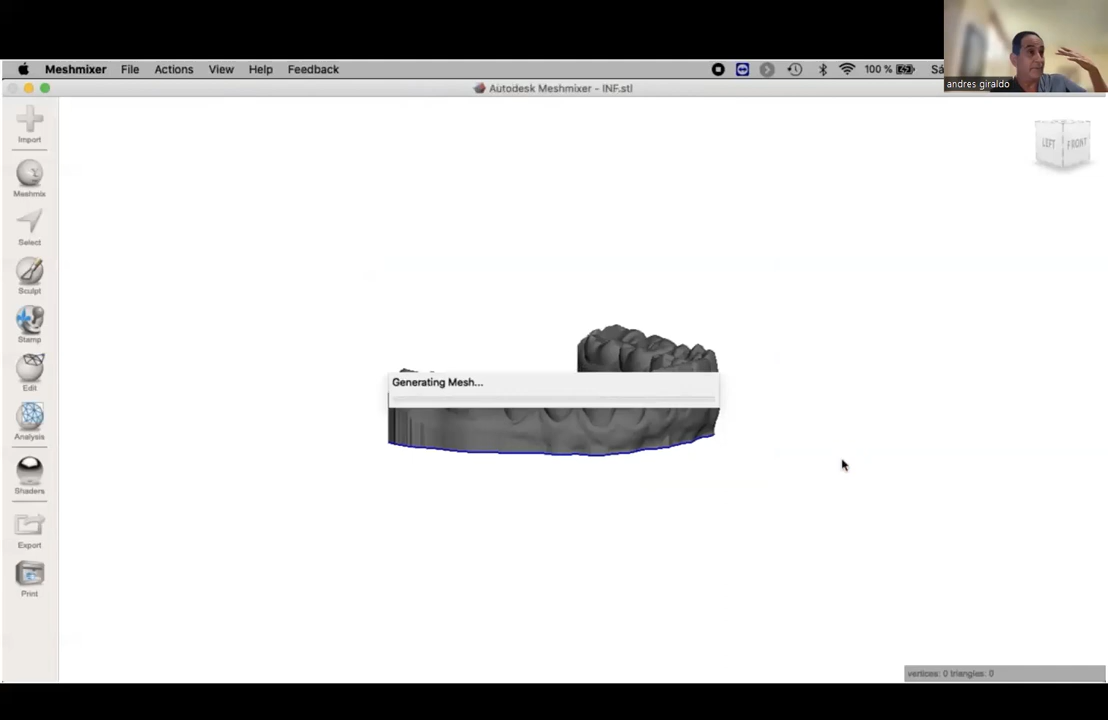 Meshmixer File Actions View Help Feedback 100 % Sá
andres giraldo
Autodesk Meshmixer - INF.stl
Import
LEFT FRONT
Meshmix
Select
Sculpt
Stamp
Edit
Generating Mesh...
Analysis
Shaders
Export
Print
vertices: 0 triangles: 0